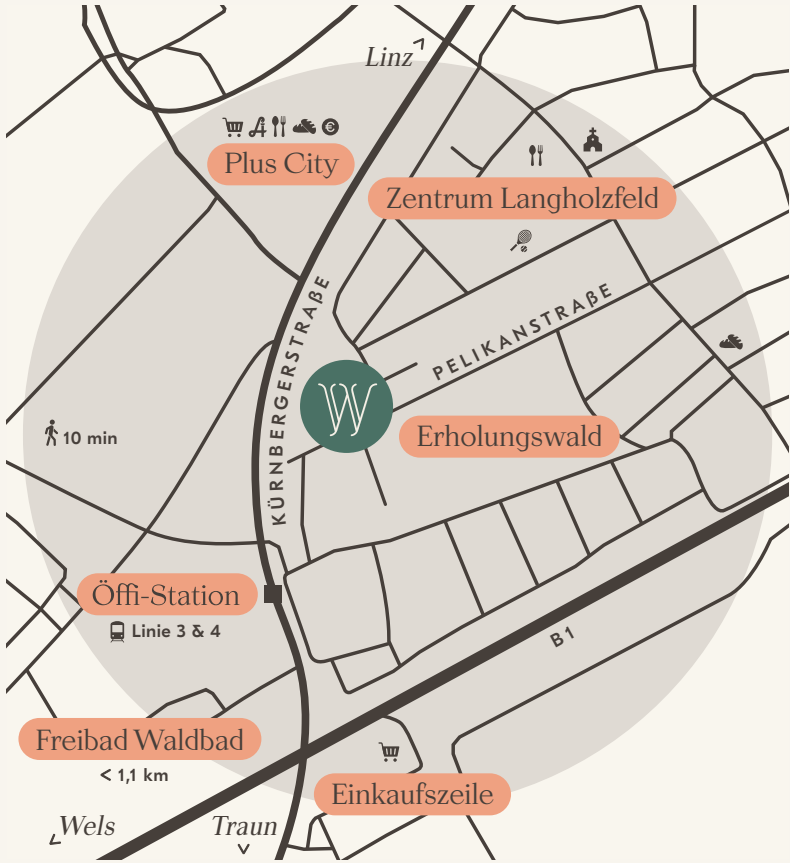 Linz
Plus City
Zentrum Langholzfeld
KÜRNBERGERSTRAßE
PELIKANSTRAßE
W
Erholungswald
10 min
Öffi-Station
Linie 3 & 4
B1
Freibad Waldbad
< 1,1 km
Einkaufszeile
Wels
Traun